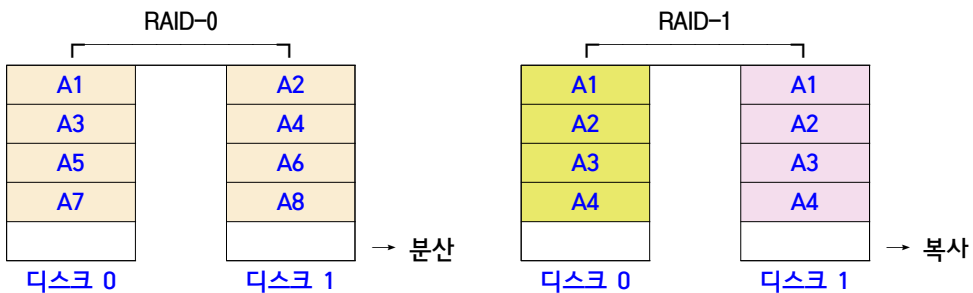 RAID-0
A1 A2
A3 A4
A5 A6
A7 A8
→ 분산
디스크 0 디스크 1
RAID-1
A1 A1
A2 A2
A3 A3
A4 A4
→ 복사
디스크 0 디스크 1